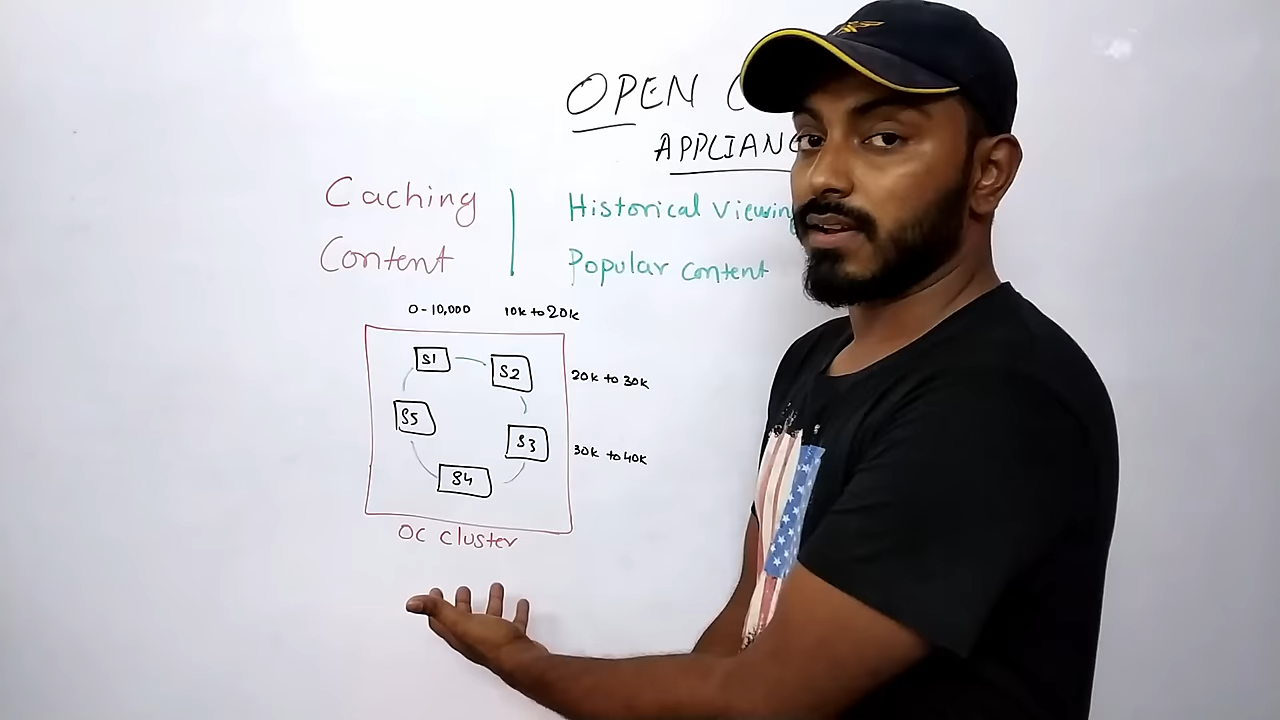 OPEN C
APPLIANC
Caching
Content
Historical Viewing
Popular content
0-10,000
10k to 20k
S1
S2
20k to 30k
S5
S3
30k to 40k
S4
OC Cluster